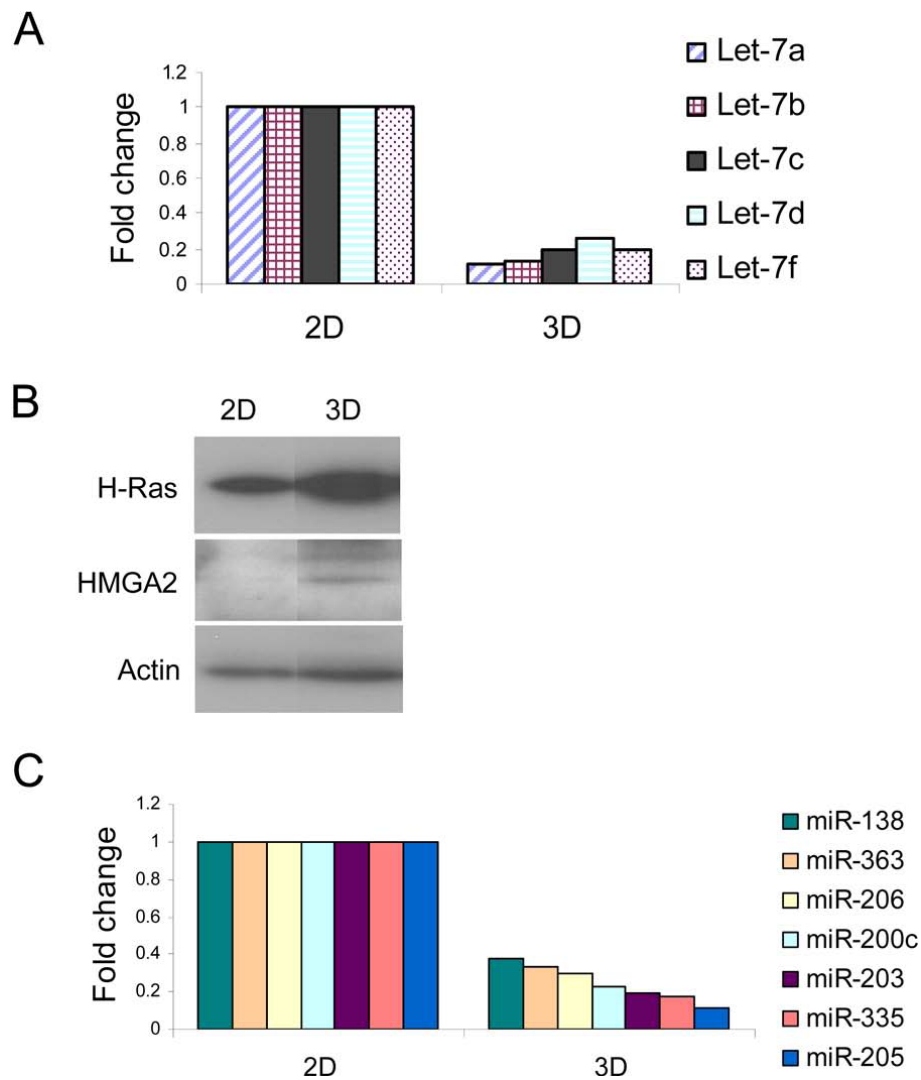 A
Fold change
1.2
1
0.8
0.6
0.4
0.2
0
2D 3D
Let-7a
Let-7b
Let-7c
Let-7d
Let-7f
B
2D 3D
H-Ras
HMGA2
Actin
C
Fold change
1.2
1
0.8
0.6
0.4
0.2
0
2D 3D
miR-138
miR-363
miR-206
miR-200c
miR-203
miR-335
miR-205